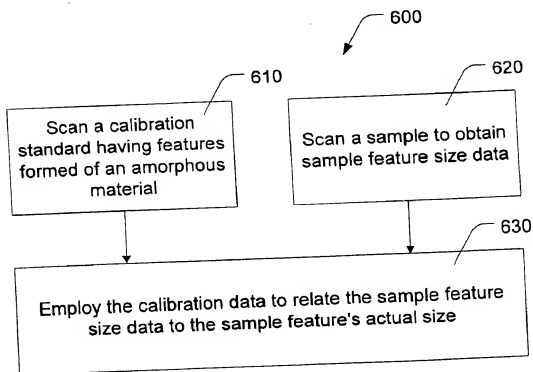 600
610
Scan a calibration
standard having features
formed of an amorphous
material
620
Scan a sample to obtain
sample feature size data
630
Employ the calibration data to relate the sample feature
size data to the sample feature's actual size